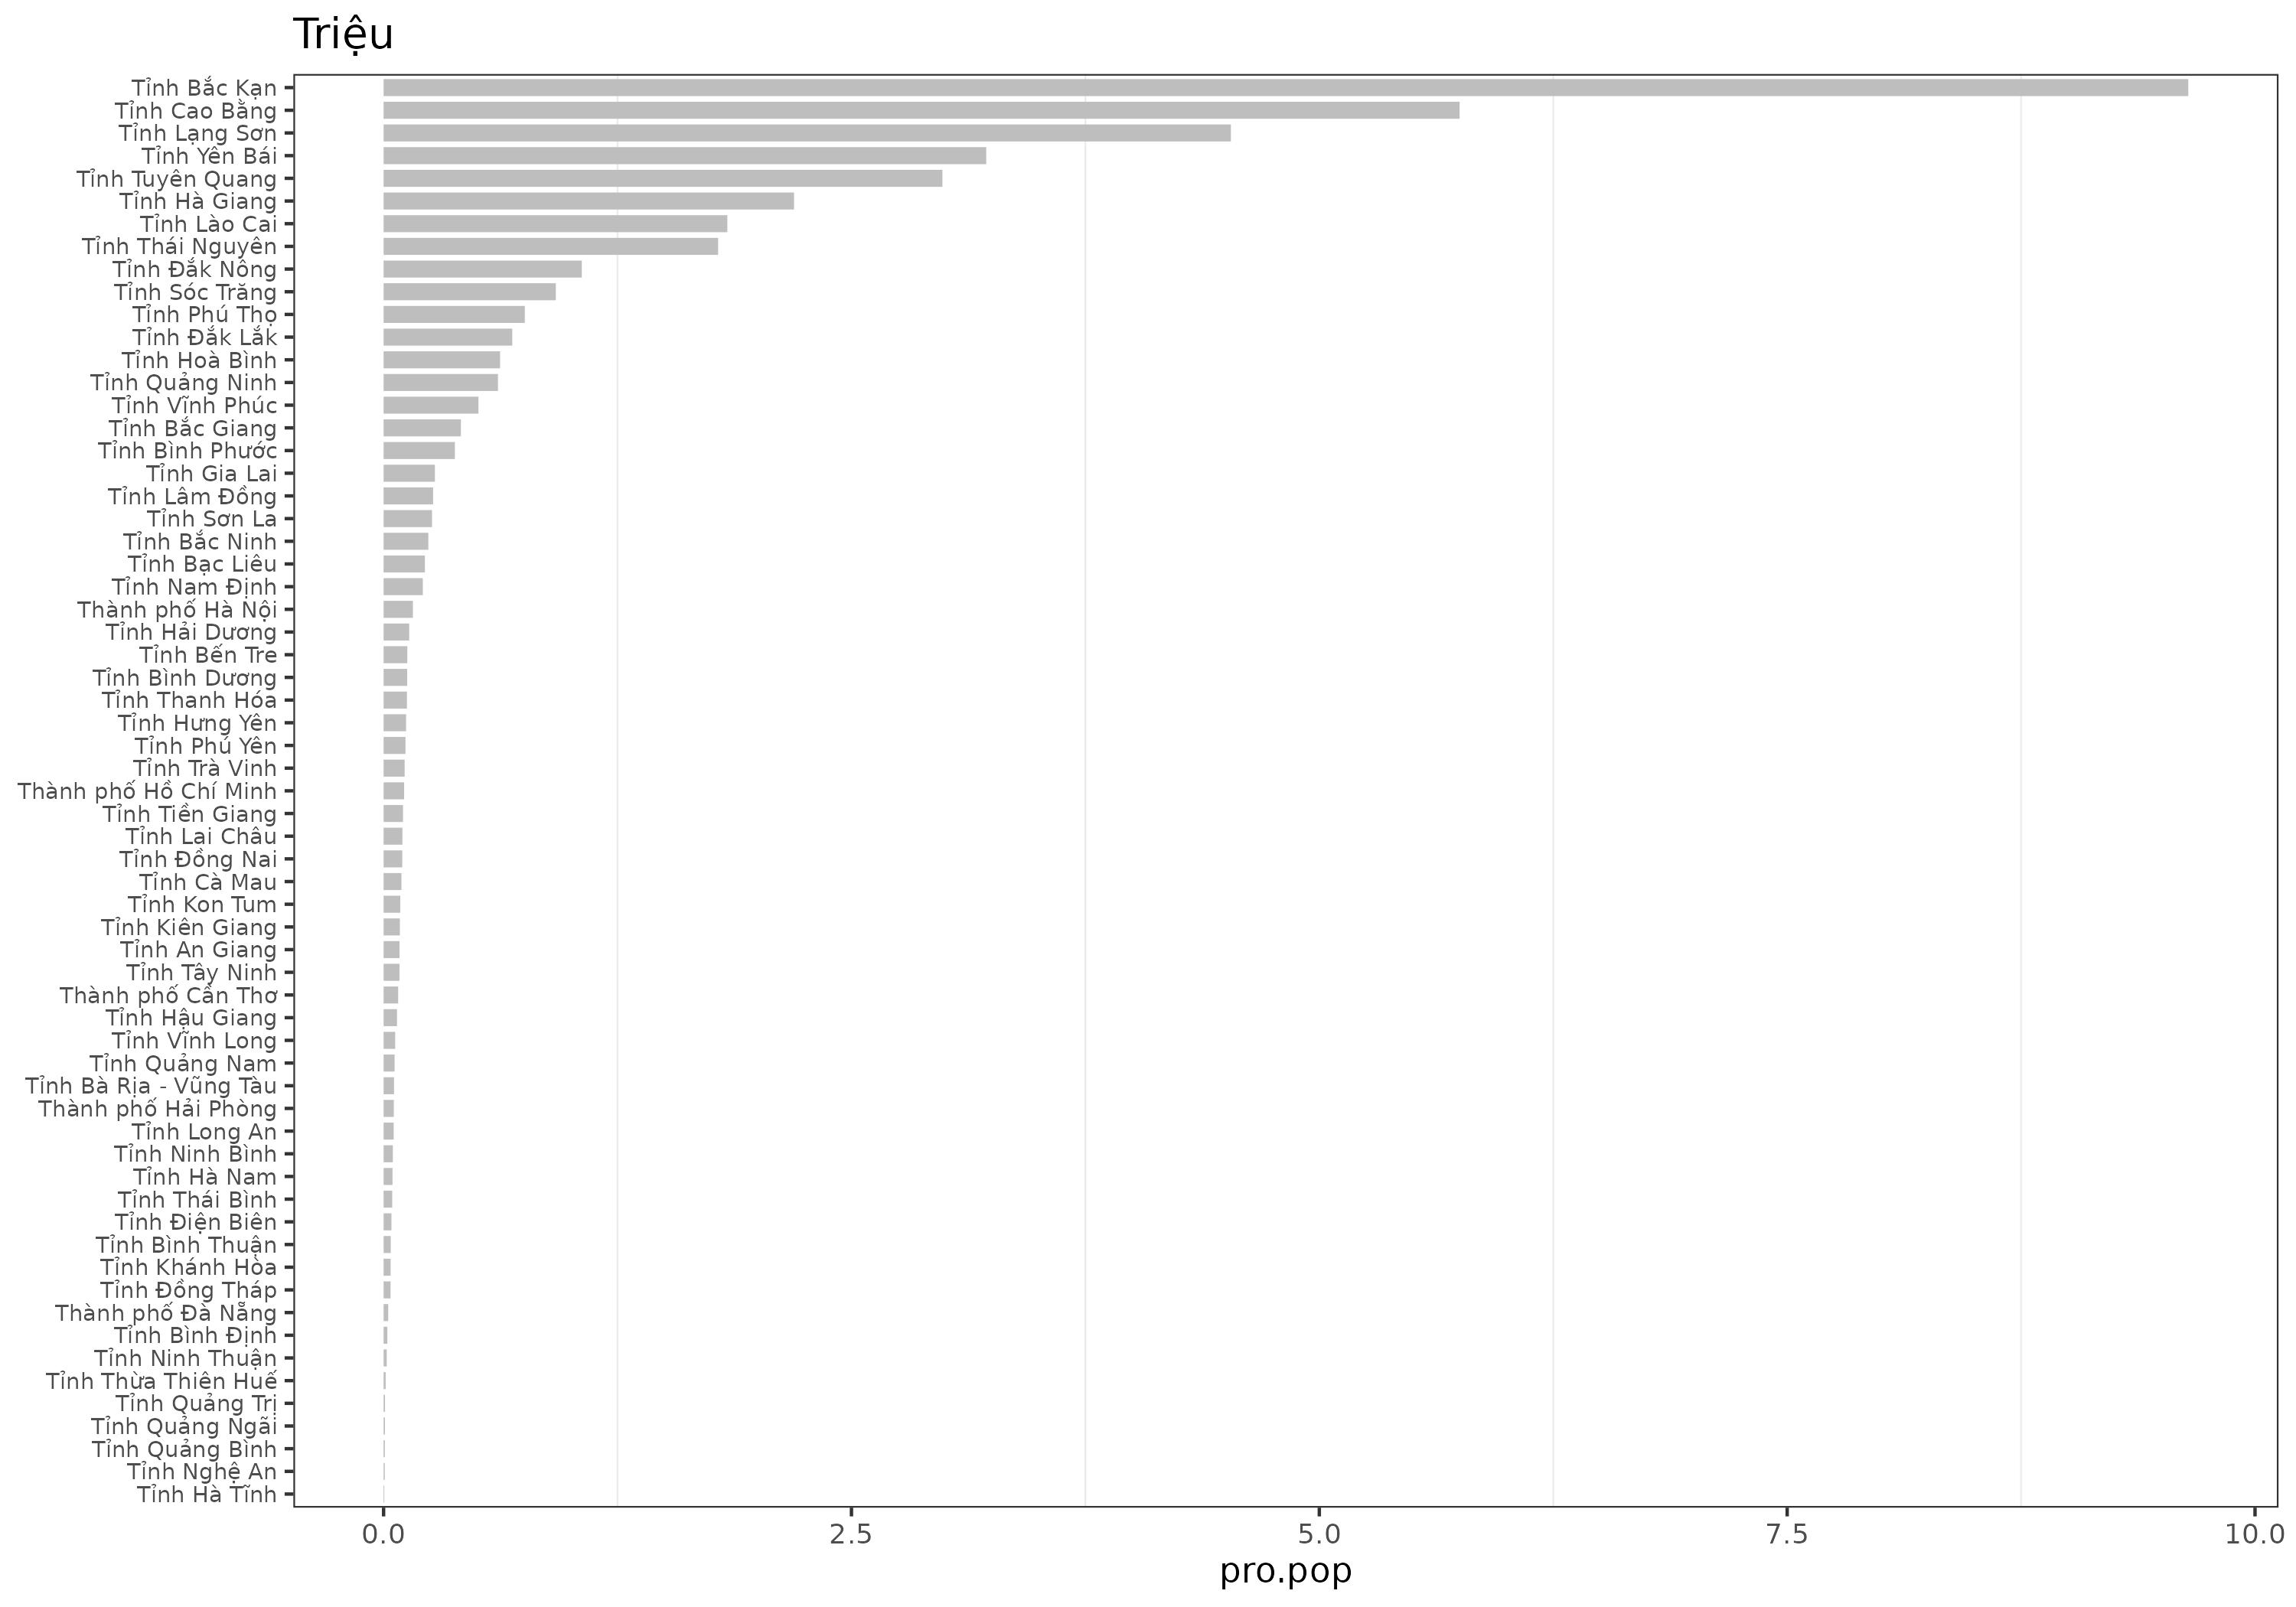 Triệu
Tỉnh Bắc Kạn
Tỉnh Cao Bằng
Tỉnh Lạng Sơn
Tỉnh Yên Bái
Tỉnh Tuyên Quang
Tỉnh Hà Giang
Tỉnh Lào Cai
Tỉnh Thái Nguyên
Tỉnh Đắk Nông
Tỉnh Sóc Trăng
Tỉnh Phú Thọ
Tỉnh Đắk Lắk
Tỉnh Hoà Bình
Tỉnh Quảng Ninh
Tỉnh Vĩnh Phúc
Tỉnh Bắc Giang
Tỉnh Bình Phước
Tỉnh Gia Lai
Tỉnh Lâm Đồng
Tỉnh Sơn La
Tỉnh Bắc Ninh
Tỉnh Bạc Liêu
Tỉnh Nam Định
Thành phố Hà Nội
Tỉnh Hải Dương
Tỉnh Bến Tre
Tỉnh Bình Dương
Tỉnh Thanh Hóa
Tỉnh Hưng Yên
Tỉnh Phú Yên
Tỉnh Trà Vinh
Thành phố Hồ Chí Minh
Tỉnh Tiền Giang
Tỉnh Lai Châu
Tỉnh Đồng Nai
Tỉnh Cà Mau
Tỉnh Kon Tum
Tỉnh Kiên Giang
Tỉnh An Giang
Tỉnh Tây Ninh
Thành phố Cần Thơ
Tỉnh Hậu Giang
Tỉnh Vĩnh Long
Tỉnh Quảng Nam
Tỉnh Bà Rịa - Vũng Tàu
Thành phố Hải Phòng
Tỉnh Long An
Tỉnh Ninh Bình
Tỉnh Hà Nam
Tỉnh Thái Bình
Tỉnh Điện Biên
Tỉnh Bình Thuận
Tỉnh Khánh Hòa
Tỉnh Đồng Tháp
Thành phố Đà Nẵng
Tỉnh Bình Định
Tỉnh Ninh Thuận
Tỉnh Thừa Thiên Huế
Tỉnh Quảng Trị
Tỉnh Quảng Ngãi
Tỉnh Quảng Bình
Tỉnh Nghệ An
Tỉnh Hà Tĩnh
0.0 2.5 5.0 7.5 10.0
pro.pop